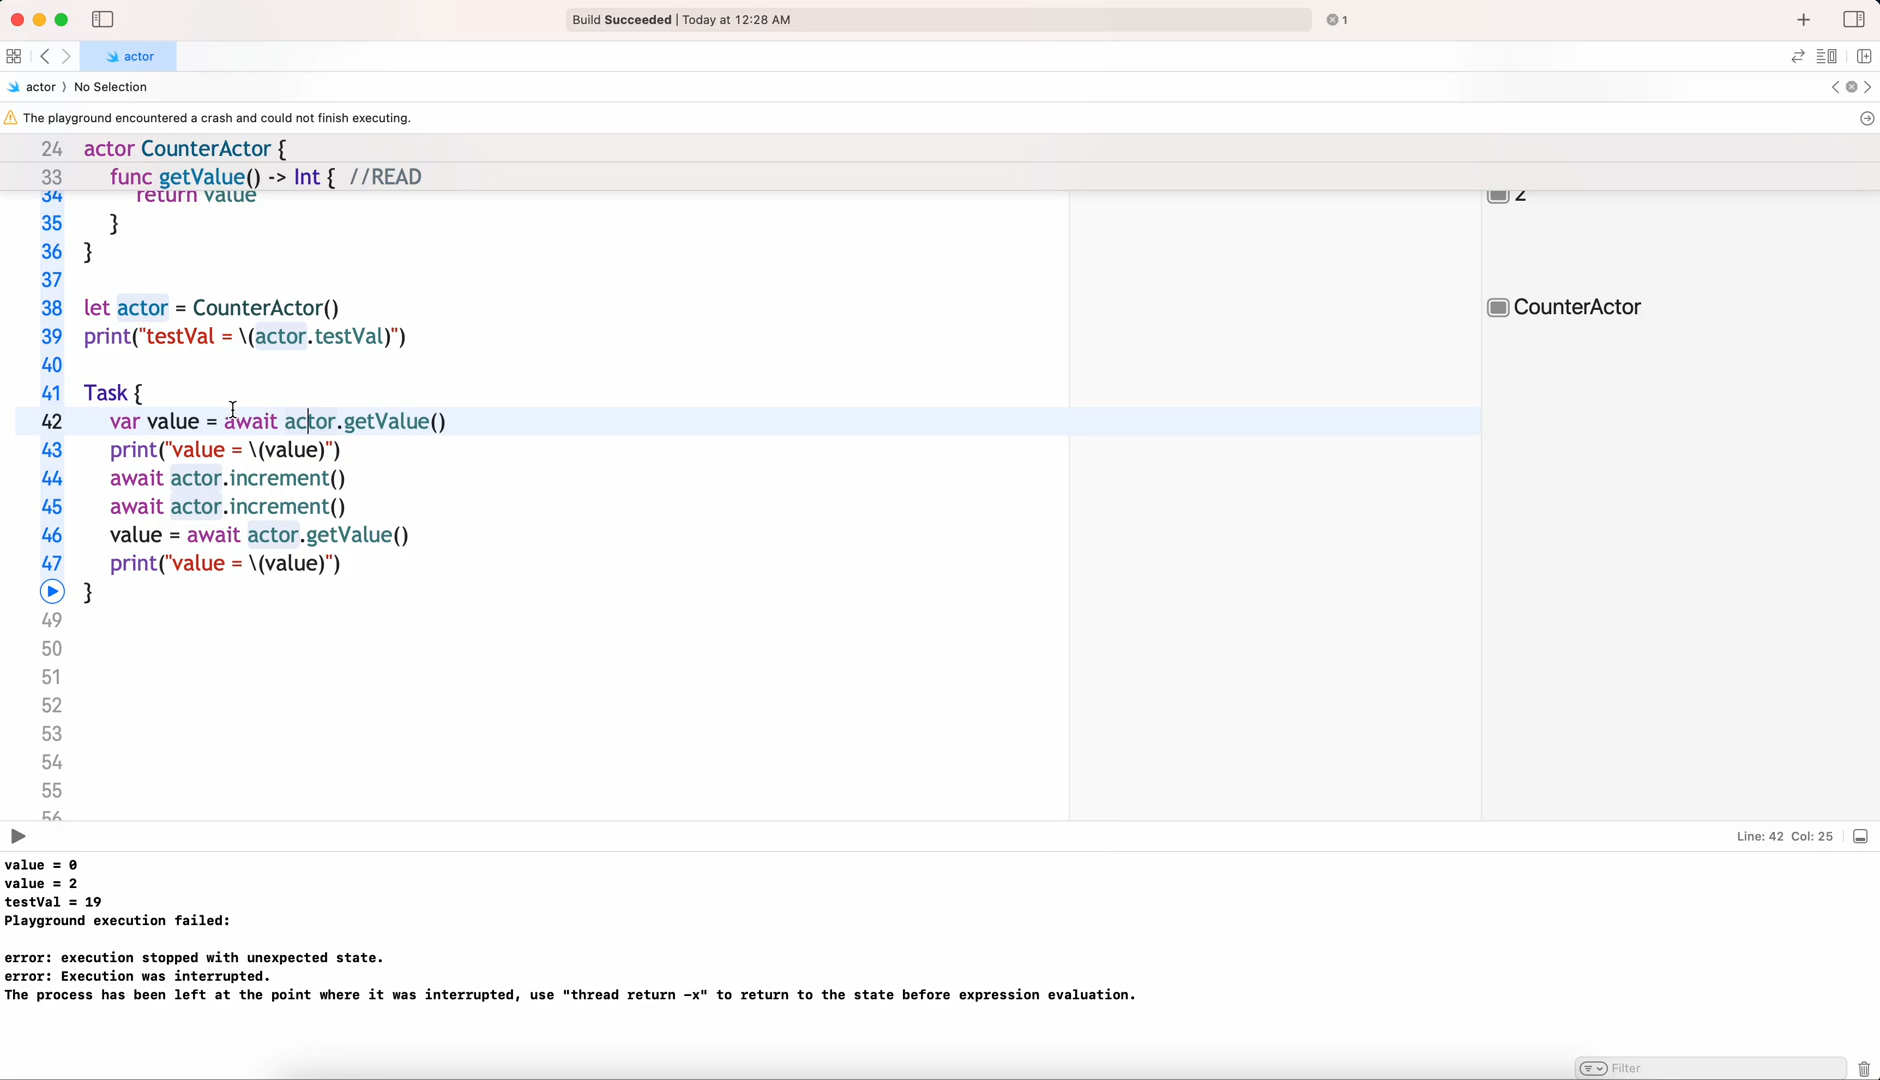 Build Succeeded | Today at 12:28 AM
1
actor
actor
No Selection
The playground encountered a crash and could not finish executing.
24 actor CounterActor {
33 func getValue() -> Int { //READ
34 return value
2
35 }
36 }
37
38 let actor = CounterActor()
CounterActor
39 print("testVal = \(actor.testVal)")
40
41 Task {
42 var value = await actor.getValue()
43 print("value = \(value)")
44 await actor.increment()
45 await actor.increment()
46 value = await actor.getValue()
47 print("value = \(value)")
}
49
50
51
52
53
54
55
56
Line: 42 Col: 25
value = 0
value = 2
testVal = 19
Playground execution failed:
error: execution stopped with unexpected state.
error: Execution was interrupted.
The process has been left at the point where it was interrupted, use "thread return -x" to return to the state before expression evaluation.
Filter